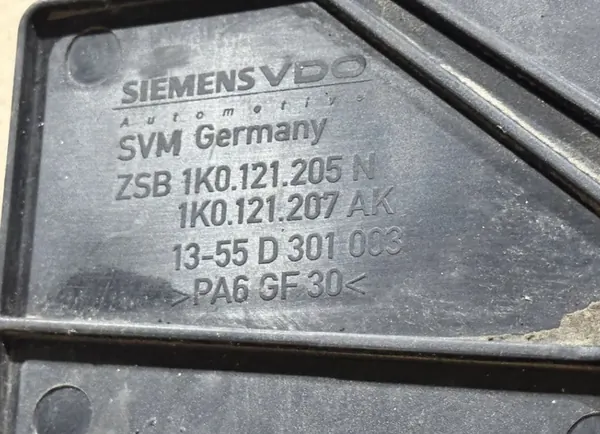 SIEMENS VDO
Automotive
SVM Germany
ZSB 1K0.121.205 N
1K0.121.207 AK
13-55 D 301 003
>PA6 GF 30<